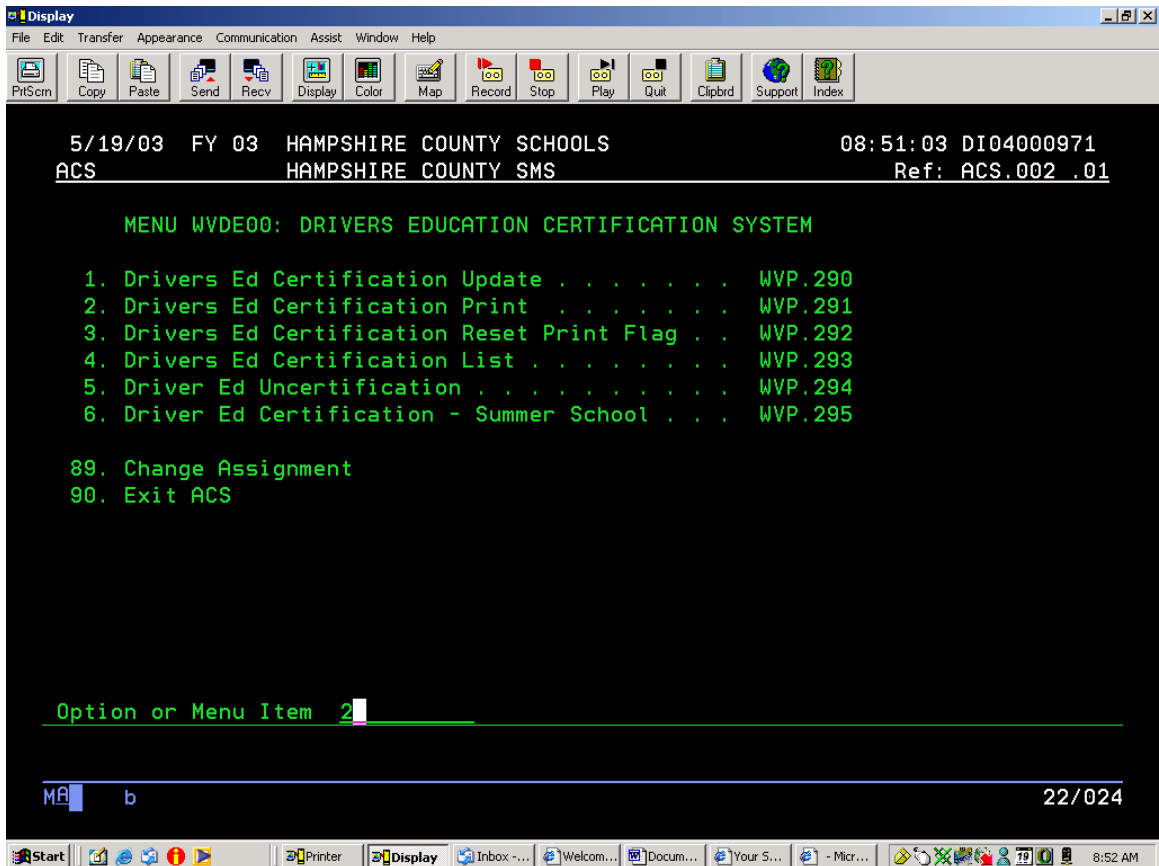 Display
File Edit Transfer Appearance Communication Assist Window Help
PrtScrn Copy Paste Send Recv Display Color Map Record Stop Play Quit Clipbrd Support Index
5/19/03 FY 03 HAMPSHIRE COUNTY SCHOOLS 08:51:03 DI04000971
ACS HAMPSHIRE COUNTY SMS Ref: ACS.002 .01
MENU WVDE00: DRIVERS EDUCATION CERTIFICATION SYSTEM
1. Drivers Ed Certification Update . . . . . . . WVP.290
2. Drivers Ed Certification Print . . . . . . . WVP.291
3. Drivers Ed Certification Reset Print Flag . . WVP.292
4. Drivers Ed Certification List . . . . . . . . WVP.293
5. Driver Ed Uncertification . . . . . . . . . . WVP.294
6. Driver Ed Certification - Summer School . . . WVP.295
89. Change Assignment
90. Exit ACS
Option or Menu Item 2
MA b 22/024
Start Printer Display Inbox -... Welcom... Docum... Your S... - Micr... 19 8:52 AM